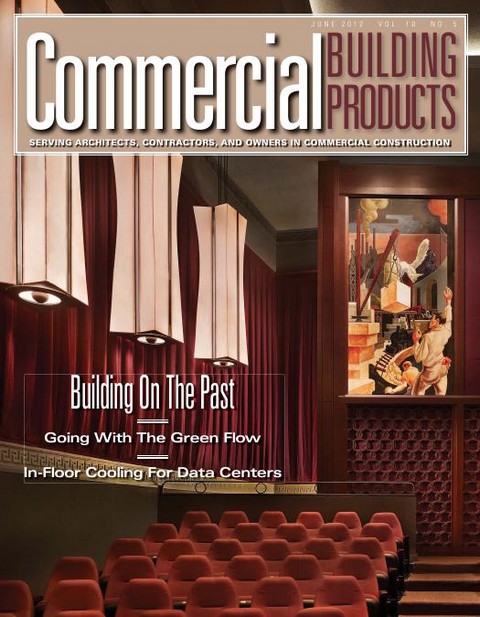 JUNE 2012 VOL. 10 NO. 5
Commercial BUILDING PRODUCTS
SERVING ARCHITECTS, CONTRACTORS, AND OWNERS IN COMMERCIAL CONSTRUCTION
Building On The Past
Going With The Green Flow
In-Floor Cooling For Data Centers